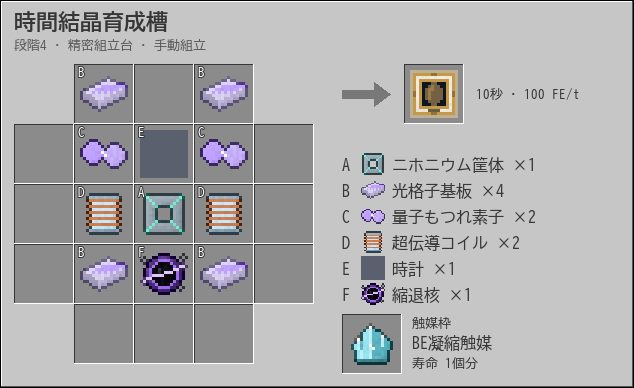 時間結晶育成槽
段階4 · 精密組立台 · 手動組立
B
B
C
E
C
D
A
D
B
F
B
10秒 · 100 FE/t
A ニホニウム筐体 ×1
B 光格子基板 ×4
C 量子もつれ素子 ×2
D 超伝導コイル ×2
E 時計 ×1
F 縮退核 ×1
触媒枠
BE凝縮触媒
寿命 1個分